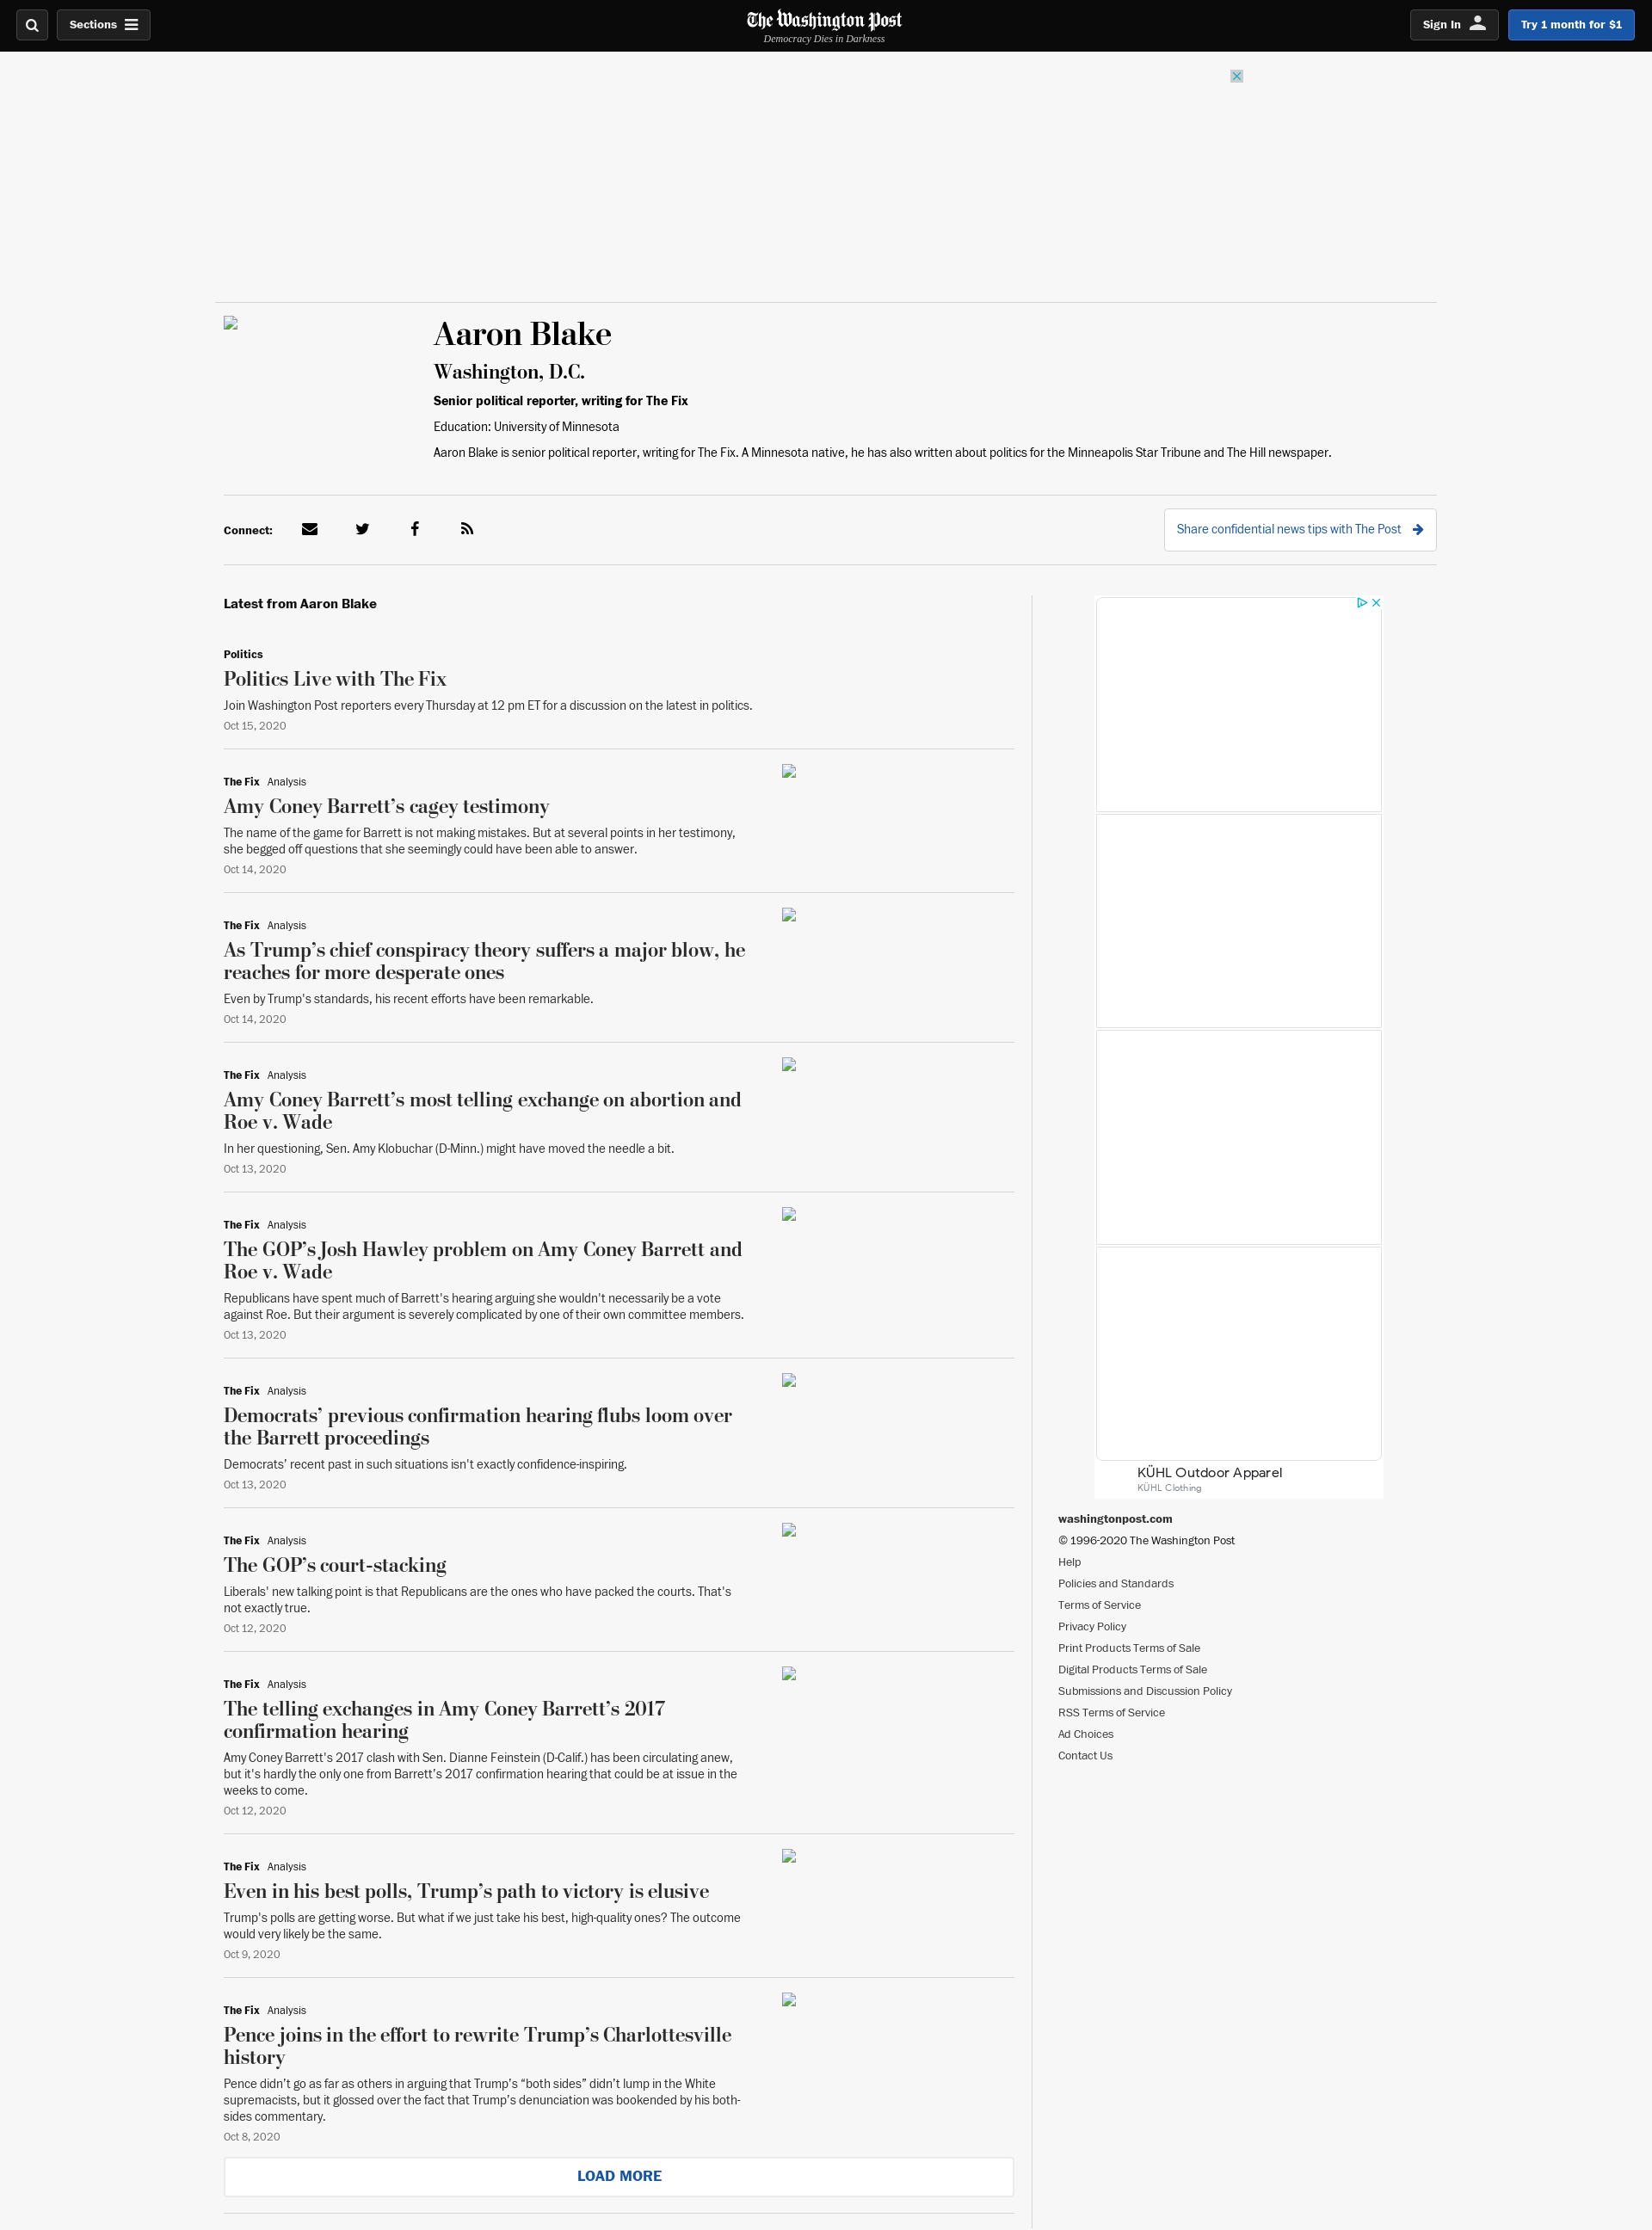 Sections
The Washington Post
Democracy Dies in Darkness
Sign In
Try 1 month for $1
Aaron Blake
Washington, D.C.
Senior political reporter, writing for The Fix
Education: University of Minnesota
Aaron Blake is senior political reporter, writing for The Fix. A Minnesota native, he has also written about politics for the Minneapolis Star Tribune and The Hill newspaper.
Connect:
Share confidential news tips with The Post
Latest from Aaron Blake
Politics
Politics Live with The Fix
Join Washington Post reporters every Thursday at 12 pm ET for a discussion on the latest in politics.
Oct 15, 2020
The Fix Analysis
Amy Coney Barrett’s cagey testimony
The name of the game for Barrett is not making mistakes. But at several points in her testimony,
she begged off questions that she seemingly could have been able to answer.
Oct 14, 2020
The Fix Analysis
As Trump’s chief conspiracy theory suffers a major blow, he
reaches for more desperate ones
Even by Trump's standards, his recent efforts have been remarkable.
Oct 14, 2020
The Fix Analysis
Amy Coney Barrett’s most telling exchange on abortion and
Roe v. Wade
In her questioning, Sen. Amy Klobuchar (D-Minn.) might have moved the needle a bit.
Oct 13, 2020
The Fix Analysis
The GOP’s Josh Hawley problem on Amy Coney Barrett and
Roe v. Wade
Republicans have spent much of Barrett's hearing arguing she wouldn't necessarily be a vote
against Roe. But their argument is severely complicated by one of their own committee members.
Oct 13, 2020
The Fix Analysis
Democrats’ previous confirmation hearing flubs loom over
the Barrett proceedings
Democrats’ recent past in such situations isn't exactly confidence-inspiring.
Oct 13, 2020
The Fix Analysis
The GOP’s court-stacking
Liberals' new talking point is that Republicans are the ones who have packed the courts. That's
not exactly true.
Oct 12, 2020
The Fix Analysis
The telling exchanges in Amy Coney Barrett’s 2017
confirmation hearing
Amy Coney Barrett's 2017 clash with Sen. Dianne Feinstein (D-Calif.) has been circulating anew,
but it's hardly the only one from Barrett’s 2017 confirmation hearing that could be at issue in the
weeks to come.
Oct 12, 2020
The Fix Analysis
Even in his best polls, Trump’s path to victory is elusive
Trump's polls are getting worse. But what if we just take his best, high-quality ones? The outcome
would very likely be the same.
Oct 9, 2020
The Fix Analysis
Pence joins in the effort to rewrite Trump’s Charlottesville
history
Pence didn’t go as far as others in arguing that Trump’s “both sides” didn’t lump in the White
supremacists, but it glossed over the fact that Trump’s denunciation was bookended by his both-
sides commentary.
Oct 8, 2020
LOAD MORE
KÜHL Outdoor Apparel
KÜHL Clothing
washingtonpost.com
© 1996-2020 The Washington Post
Help
Policies and Standards
Terms of Service
Privacy Policy
Print Products Terms of Sale
Digital Products Terms of Sale
Submissions and Discussion Policy
RSS Terms of Service
Ad Choices
Contact Us